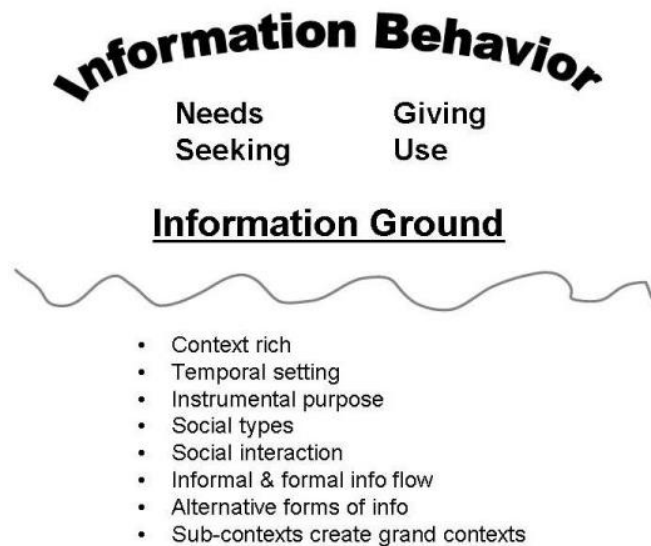 Information Behavior
Needs Giving
Seeking Use
Information Ground
• Context rich
• Temporal setting
• Instrumental purpose
• Social types
• Social interaction
• Informal & formal info flow
• Alternative forms of info
• Sub-contexts create grand contexts